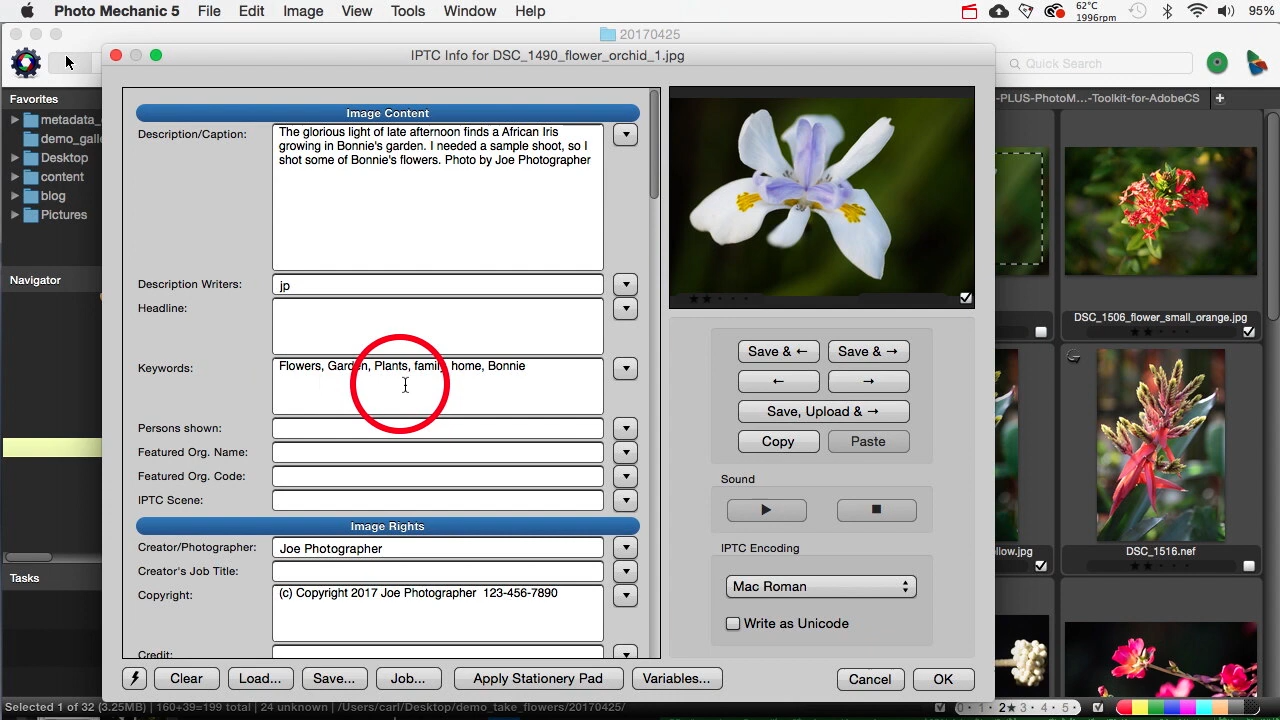 Photo Mechanic 5 File Edit Image View Tools Window Help 62°C 1996rpm 95%
20170425
IPTC Info for DSC_1490_flower_orchid_1.jpg
Quick Search
Favorites
-PLUS-PhotoM...-Toolkit-for-AdobeCS +
metadata_
demo_gall
Desktop
content
blog
Pictures
Navigator
Tasks
Image Content
Description/Caption: The glorious light of late afternoon finds a African Iris
growing in Bonnie's garden. I needed a sample shoot, so I
shot some of Bonnie's flowers. Photo by Joe Photographer
Description Writers: jp
Headline:
Keywords: Flowers, Garden, Plants, family, home, Bonnie
Persons shown:
Featured Org. Name:
Featured Org. Code:
IPTC Scene:
Image Rights
Creator/Photographer: Joe Photographer
Creator's Job Title:
Copyright: (c) Copyright 2017 Joe Photographer 123-456-7890
Credit:
Save & ← Save & →
← →
Save, Upload & →
Copy Paste
Sound
IPTC Encoding
Mac Roman
Write as Unicode
DSC_1506_flower_small_orange.jpg
llow.jpg
DSC_1516.nef
Clear Load... Save... Job... Apply Stationery Pad Variables... Cancel OK
Selected 1 of 32 (3.25MB) | 160+39=199 total | 24 unknown | /Users/carl/Desktop/demo_take_flowers/20170425/ 0 · 1 · 2★ 3 · 4 · 5 ·